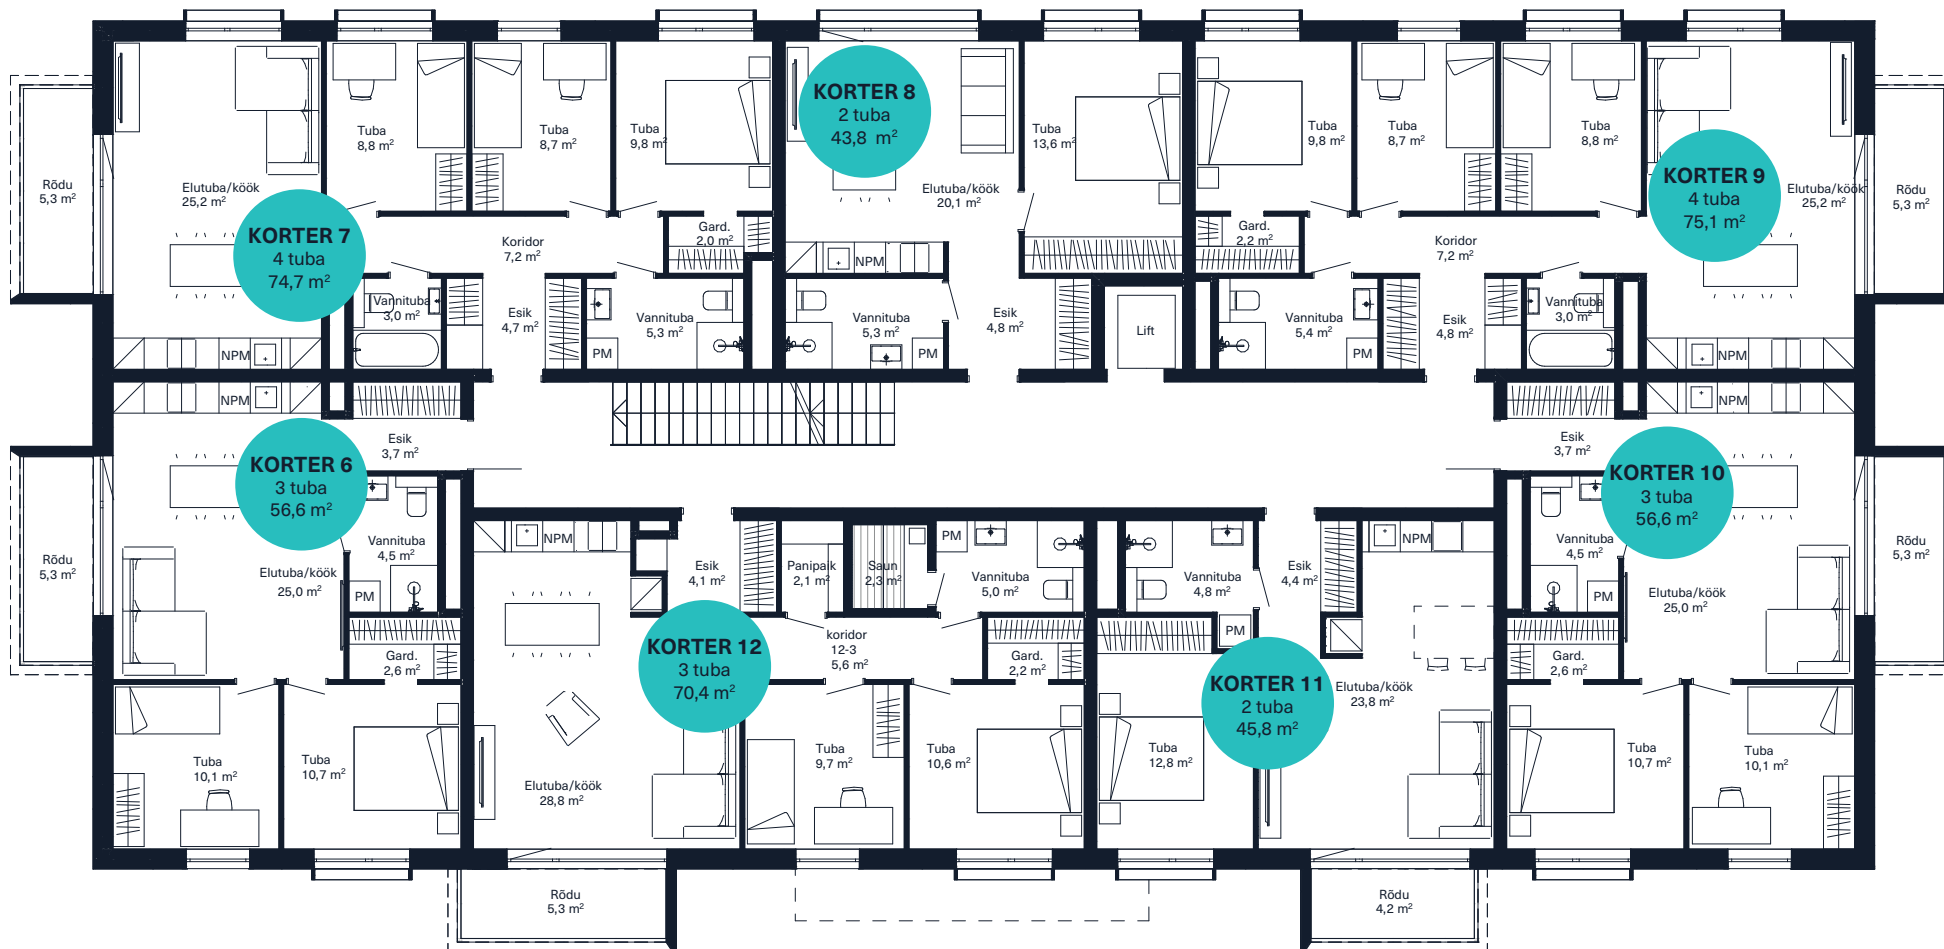 KORTER 7
4 tuba
74,7 m²
Rõdu
5,3 m²
Elutuba/köök
25,2 m²
Tuba
8,8 m²
Tuba
8,7 m²
Tuba
9,8 m²
Gard.
2,0 m²
Koridor
7,2 m²
Vannituba
3,0 m²
Esik
4,7 m²
Vannituba
5,3 m²
PM
NPM
KORTER 8
2 tuba
43,8 m²
Elutuba/köök
20,1 m²
Tuba
13,6 m²
NPM
Vannituba
5,3 m²
PM
Esik
4,8 m²
Lift
KORTER 9
4 tuba
75,1 m²
Tuba
9,8 m²
Tuba
8,7 m²
Tuba
8,8 m²
Elutuba/köök
25,2 m²
Rõdu
5,3 m²
Gard.
2,2 m²
Koridor
7,2 m²
Vannituba
5,4 m²
PM
Esik
4,8 m²
Vannituba
3,0 m²
NPM
KORTER 6
3 tuba
56,6 m²
NPM
Esik
3,7 m²
Rõdu
5,3 m²
Vannituba
4,5 m²
PM
Elutuba/köök
25,0 m²
Gard.
2,6 m²
Tuba
10,1 m²
Tuba
10,7 m²
KORTER 12
3 tuba
70,4 m²
NPM
Esik
4,1 m²
Panipaik
2,1 m²
Saun
2,3 m²
PM
Vannituba
5,0 m²
koridor
12-3
5,6 m²
Gard.
2,2 m²
Elutuba/köök
28,8 m²
Tuba
9,7 m²
Tuba
10,6 m²
Rõdu
5,3 m²
KORTER 11
2 tuba
45,8 m²
Vannituba
4,8 m²
PM
Esik
4,4 m²
NPM
Elutuba/köök
23,8 m²
Tuba
12,8 m²
Rõdu
4,2 m²
KORTER 10
3 tuba
56,6 m²
NPM
Esik
3,7 m²
Vannituba
4,5 m²
PM
Elutuba/köök
25,0 m²
Rõdu
5,3 m²
Gard.
2,6 m²
Tuba
10,7 m²
Tuba
10,1 m²